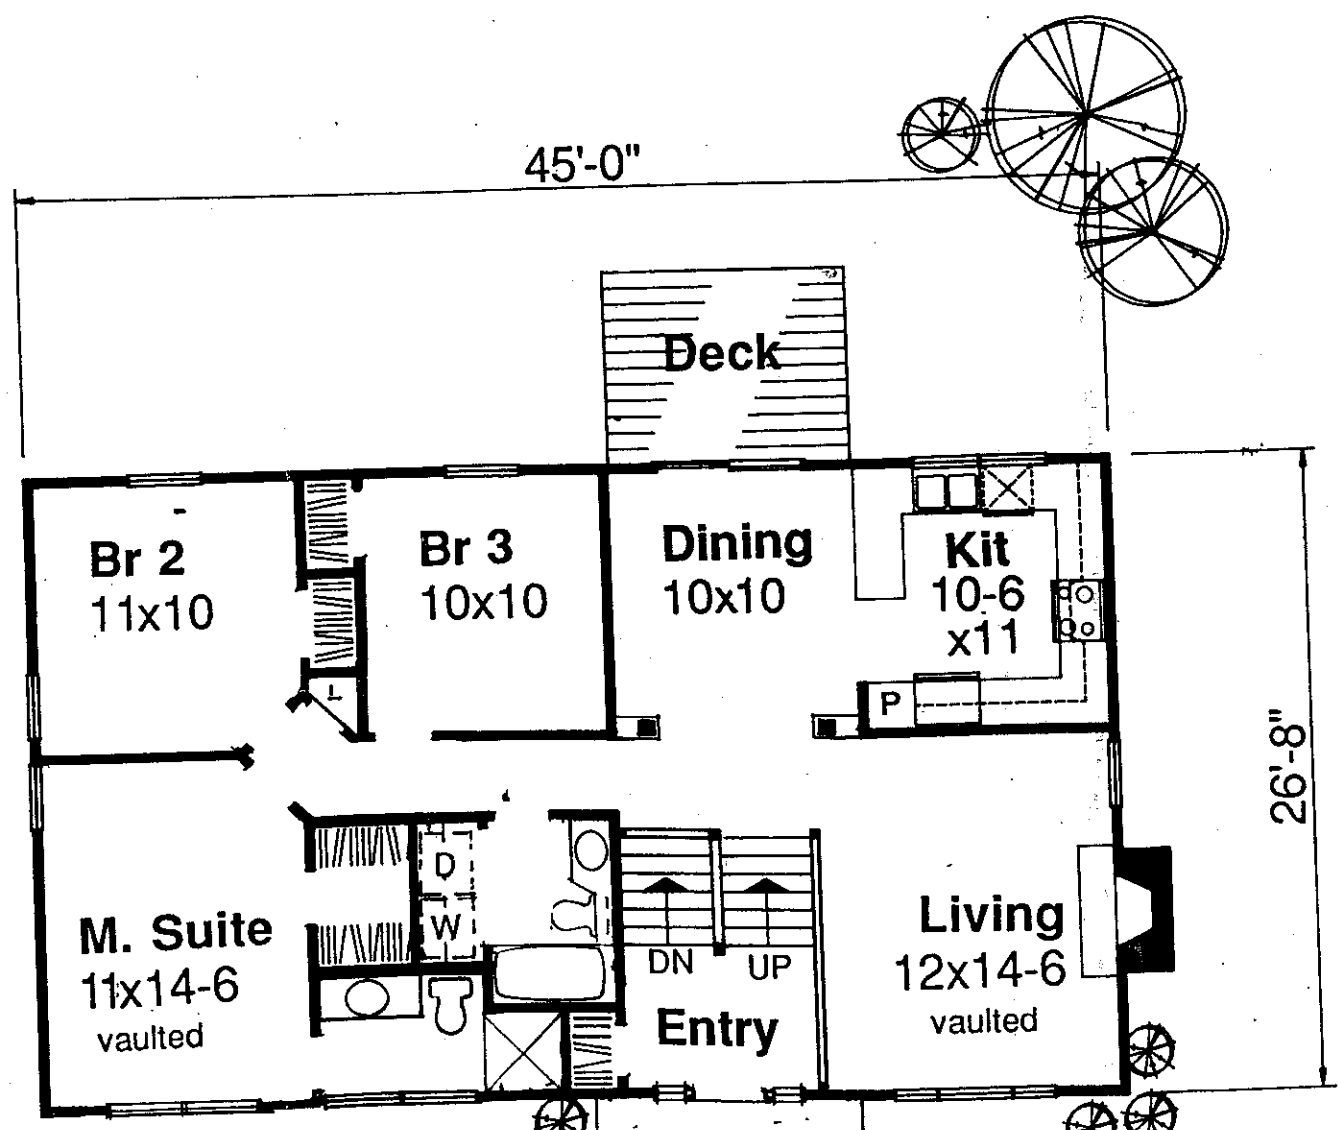 45'-0"
Deck
Br 2
11x10
Br 3
10x10
Dining
10x10
Kit
10-6
x11
L
P
26'-8"
D
W
M. Suite
11x14-6
vaulted
DN
UP
Entry
Living
12x14-6
vaulted